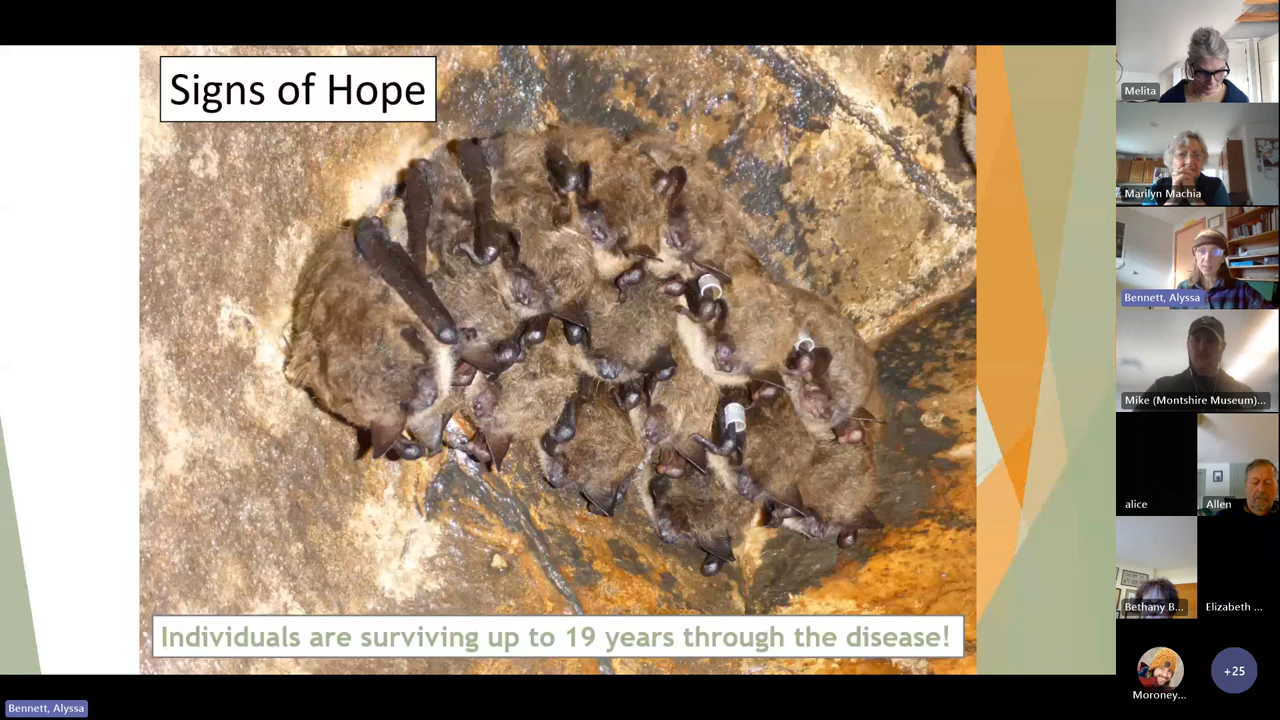 Signs of Hope
Individuals are surviving up to 19 years through the disease!
Melita
Marilyn Machia
Bennett, Alyssa
Mike (Montshire Museum)...
alice
Allen
Bethany B...
Elizabeth ...
Moroney...
+25
Bennett, Alyssa